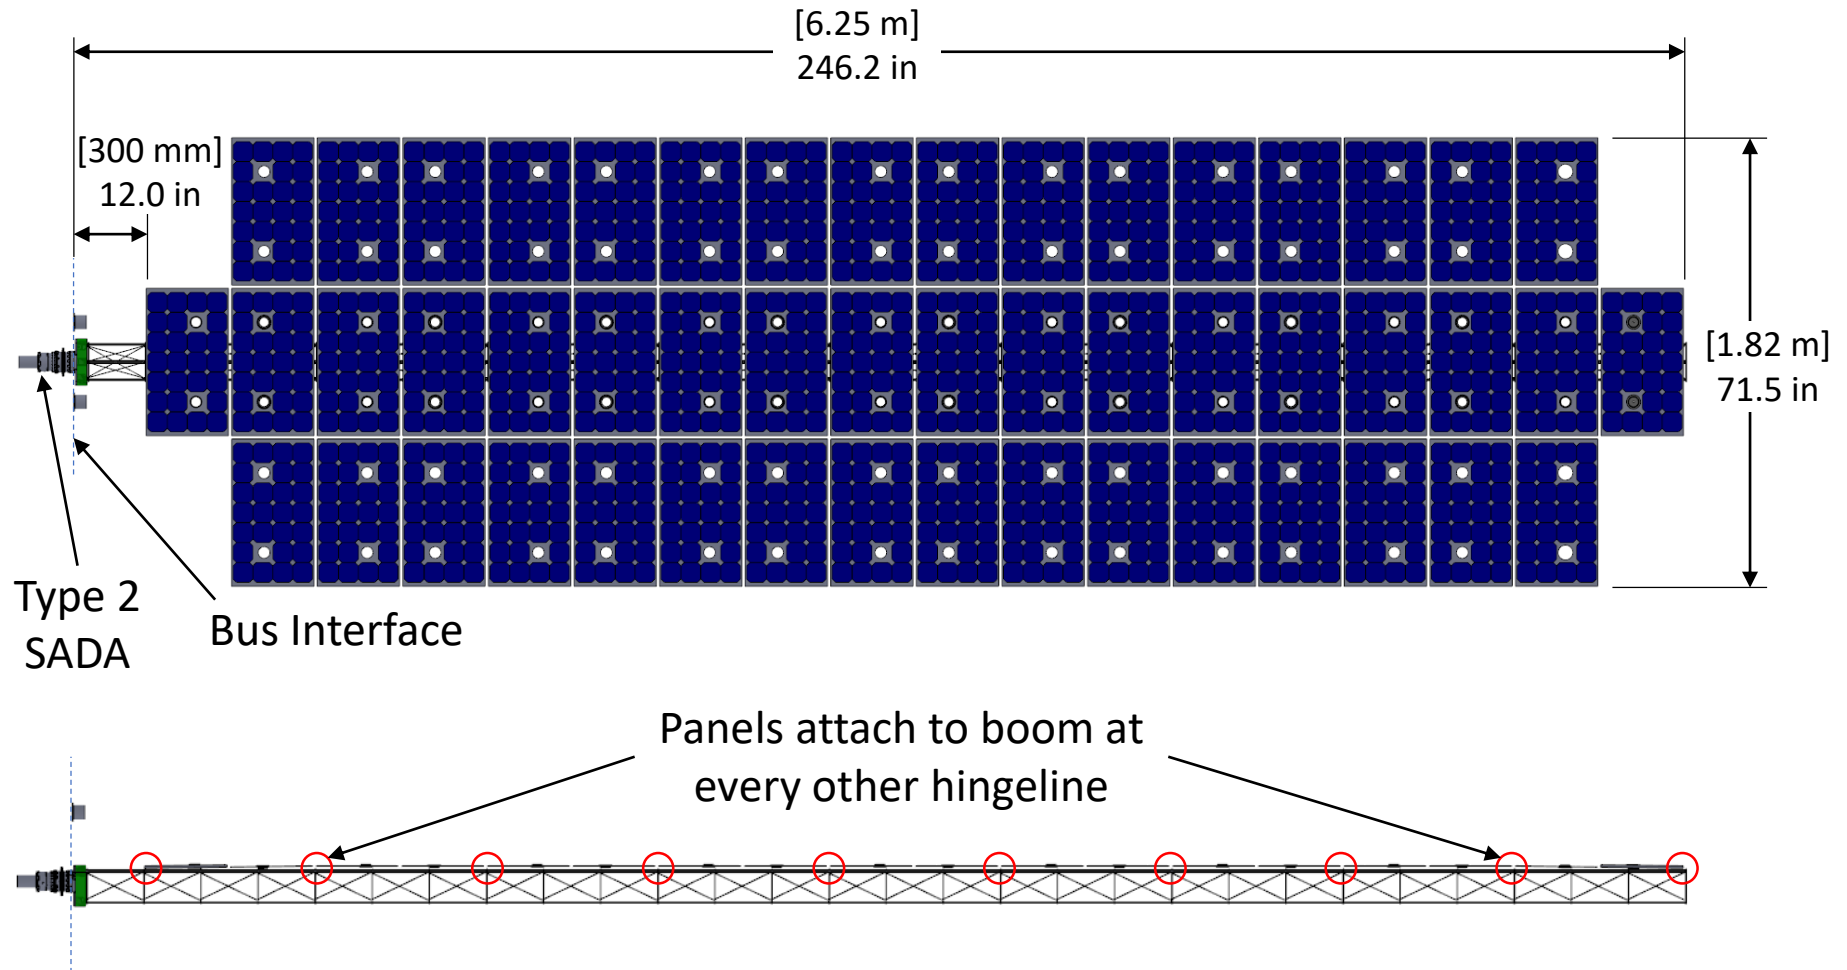 [6.25 m]
246.2 in
[300 mm]
12.0 in
[1.82 m]
71.5 in
Type 2
SADA
Bus Interface
Panels attach to boom at
every other hingeline